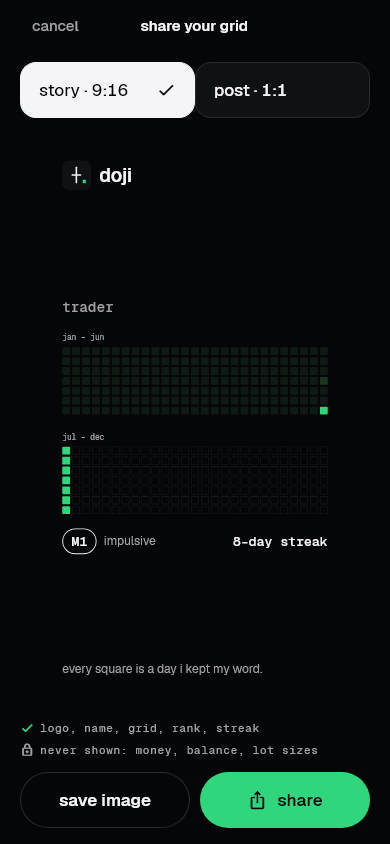 cancel
share your grid
story · 9:16
post · 1:1
doji
trader
jan – jun
jul – dec
M1 impulsive
8-day streak
every square is a day i kept my word.
logo, name, grid, rank, streak
never shown: money, balance, lot sizes
save image
share